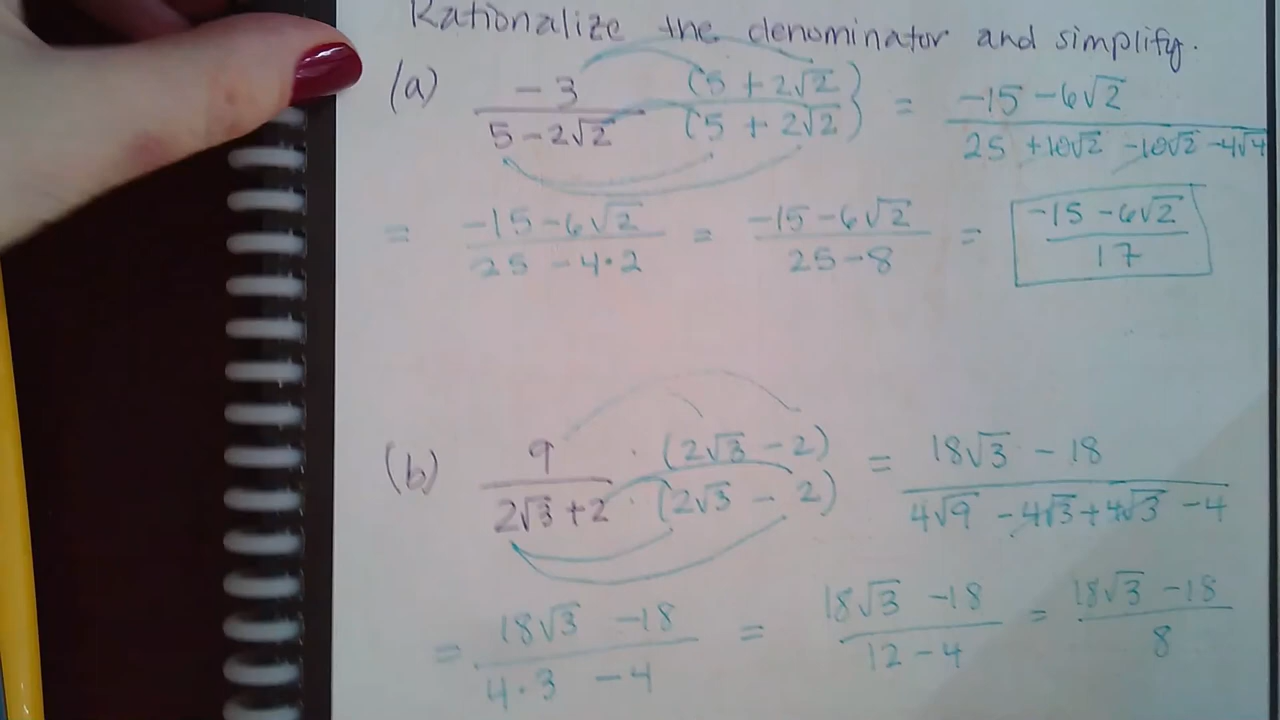 Rationalize the denominator and simplify.
(a) -3/(5-2√2) (5+2√2)/(5+2√2) = (-15-6√2)/(25+10√2-10√2-4√4)
= (-15-6√2)/(25-4·2) = (-15-6√2)/(25-8) = (-15-6√2)/17
(b) 9/(2√3+2) · (2√3-2)/(2√3-2) = (18√3-18)/(4√9-4√3+4√3-4)
= (18√3-18)/(4·3-4) = (18√3-18)/(12-4) = (18√3-18)/8